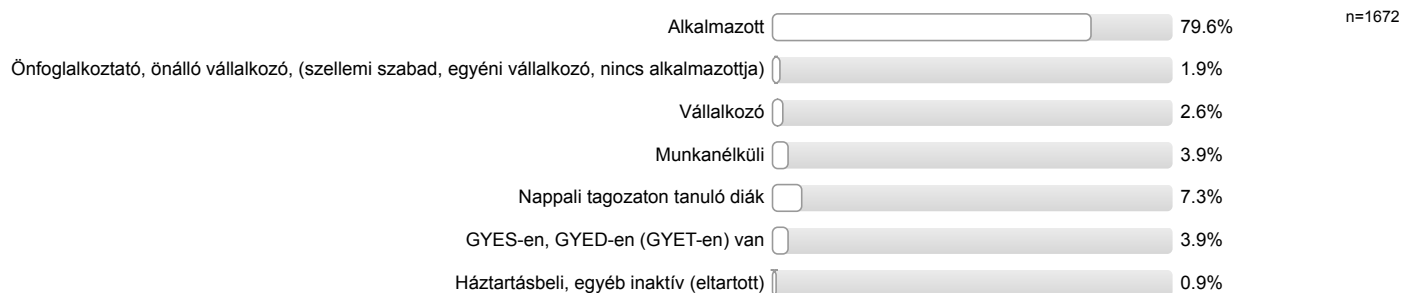 n=1672
Alkalmazott 79.6%
Önfoglalkoztató, önálló vállalkozó, (szellemi szabad, egyéni vállalkozó, nincs alkalmazottja) 1.9%
Vállalkozó 2.6%
Munkanélküli 3.9%
Nappali tagozaton tanuló diák 7.3%
GYES-en, GYED-en (GYET-en) van 3.9%
Háztartásbeli, egyéb inaktív (eltartott) 0.9%